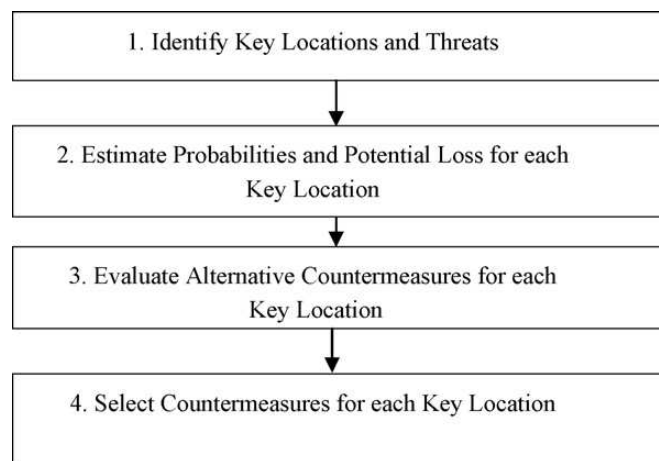 1. Identify Key Locations and Threats
2. Estimate Probabilities and Potential Loss for each
Key Location
3. Evaluate Alternative Countermeasures for each
Key Location
4. Select Countermeasures for each Key Location